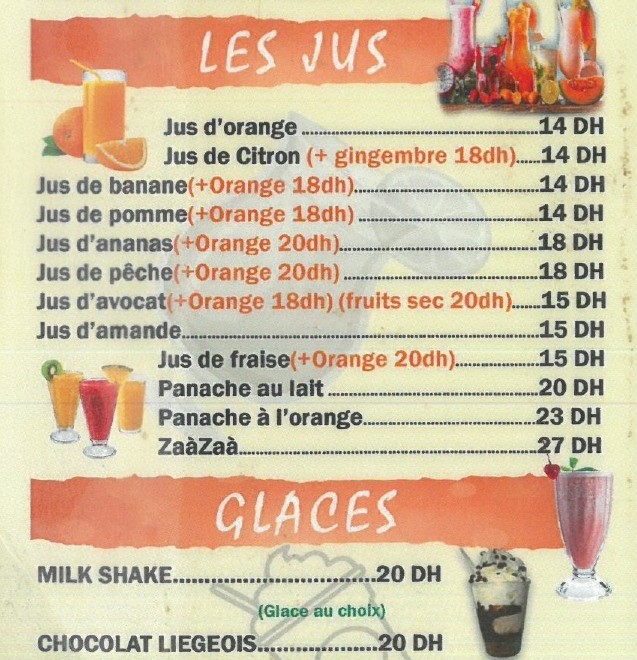 LES JUS
Jus d'orange ........................................14 DH
Jus de Citron (+ gingembre 18dh).....14 DH
Jus de banane(+Orange 18dh)................................14 DH
Jus de pomme(+Orange 18dh) ...............................14 DH
Jus d'ananas(+Orange 20dh)..................................18 DH
Jus de pêche(+Orange 20dh) .................................18 DH
Jus d'avocat(+Orange 18dh) (fruits sec 20dh).....15 DH
Jus d'amande..............................................................15 DH
Jus de fraise(+Orange 20dh)..............15 DH
Panache au lait ....................................20 DH
Panache à l'orange..............................23 DH
ZaàZaà...................................................27 DH
GLACES
MILK SHAKE.............................20 DH
(Glace au choix)
CHOCOLAT LIEGEOIS.................20 DH